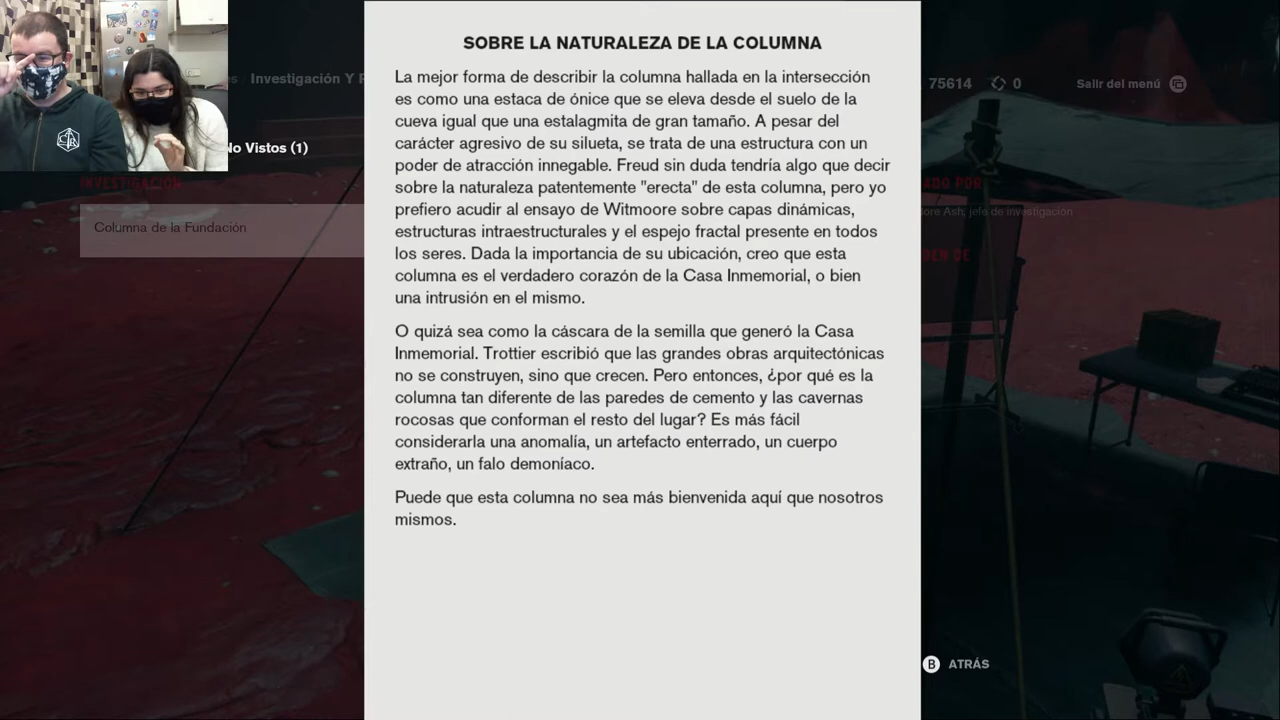 SOBRE LA NATURALEZA DE LA COLUMNA
La mejor forma de describir la columna hallada en la intersección
es como una estaca de ónice que se eleva desde el suelo de la
cueva igual que una estalagmita de gran tamaño. A pesar del
carácter agresivo de su silueta, se trata de una estructura con un
poder de atracción innegable. Freud sin duda tendría algo que decir
sobre la naturaleza patentemente "erecta" de esta columna, pero yo
prefiero acudir al ensayo de Witmoore sobre capas dinámicas,
estructuras intraestructurales y el espejo fractal presente en todos
los seres. Dada la importancia de su ubicación, creo que esta
columna es el verdadero corazón de la Casa Inmemorial, o bien
una intrusión en el mismo.
O quizá sea como la cáscara de la semilla que generó la Casa
Inmemorial. Trottier escribió que las grandes obras arquitectónicas
no se construyen, sino que crecen. Pero entonces, ¿por qué es la
columna tan diferente de las paredes de cemento y las cavernas
rocosas que conforman el resto del lugar? Es más fácil
considerarla una anomalía, un artefacto enterrado, un cuerpo
extraño, un falo demoníaco.
Puede que esta columna no sea más bienvenida aquí que nosotros
mismos.
Investigación Y
No Vistos (1)
INVESTIGACIÓN
Columna de la Fundación
75614 0 Salir del menú
ADO POR
ore Ash, jefe de investigación
DEN DE
B ATRÁS